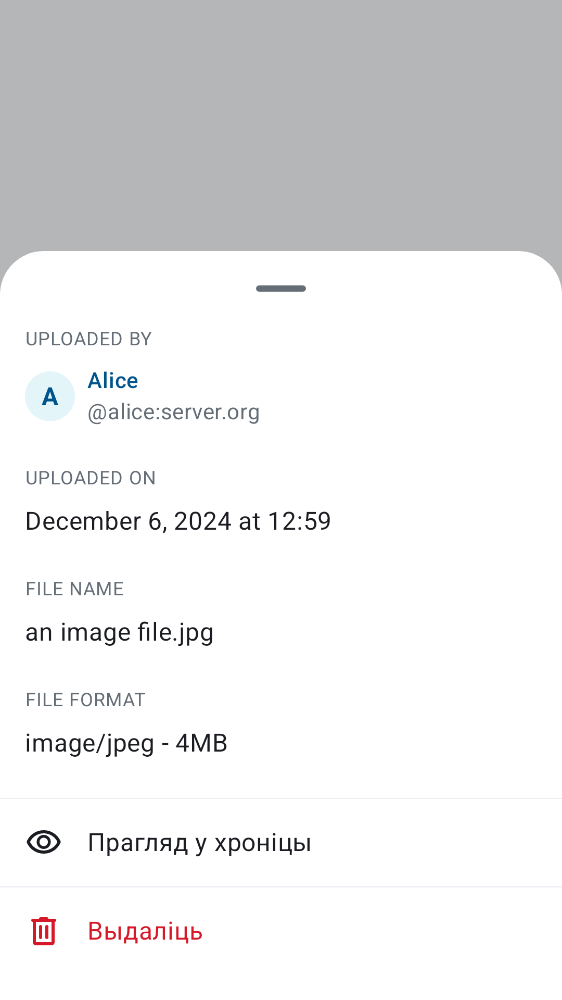 UPLOADED BY
A
Alice
@alice:server.org
UPLOADED ON
December 6, 2024 at 12:59
FILE NAME
an image file.jpg
FILE FORMAT
image/jpeg - 4MB
Прагляд у хроніцы
Выдаліць